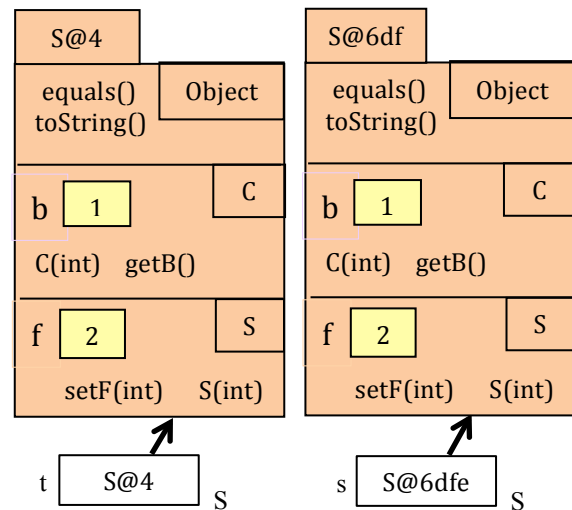 S@4
equals()
toString()
Object
b
1
C
C(int) getB()
f
2
S
setF(int) S(int)
t
S@4
S
S@6df
equals()
toString()
Object
b
1
C
C(int) getB()
f
2
S
setF(int) S(int)
s
S@6dfe
S